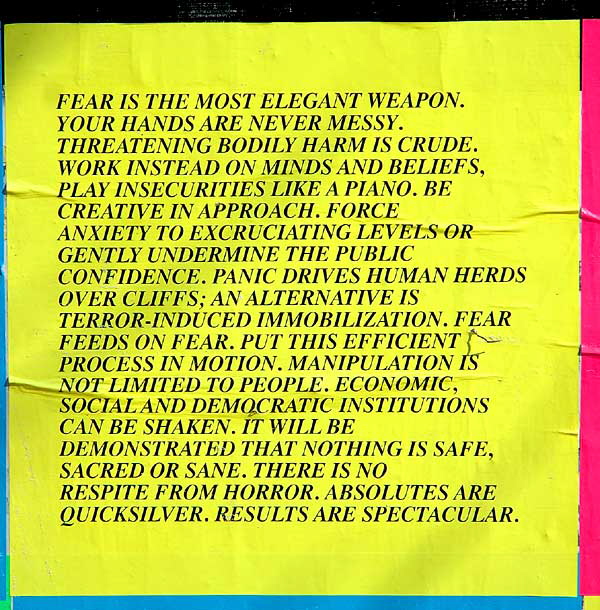 FEAR IS THE MOST ELEGANT WEAPON.
YOUR HANDS ARE NEVER MESSY.
THREATENING BODILY HARM IS CRUDE.
WORK INSTEAD ON MINDS AND BELIEFS,
PLAY INSECURITIES LIKE A PIANO. BE
CREATIVE IN APPROACH. FORCE
ANXIETY TO EXCRUCIATING LEVELS OR
GENTLY UNDERMINE THE PUBLIC
CONFIDENCE. PANIC DRIVES HUMAN HERDS
OVER CLIFFS; AN ALTERNATIVE IS
TERROR-INDUCED IMMOBILIZATION. FEAR
FEEDS ON FEAR. PUT THIS EFFICIENT
PROCESS IN MOTION. MANIPULATION IS
NOT LIMITED TO PEOPLE. ECONOMIC,
SOCIAL AND DEMOCRATIC INSTITUTIONS
CAN BE SHAKEN. IT WILL BE
DEMONSTRATED THAT NOTHING IS SAFE,
SACRED OR SANE. THERE IS NO
RESPITE FROM HORROR. ABSOLUTES ARE
QUICKSILVER. RESULTS ARE SPECTACULAR.